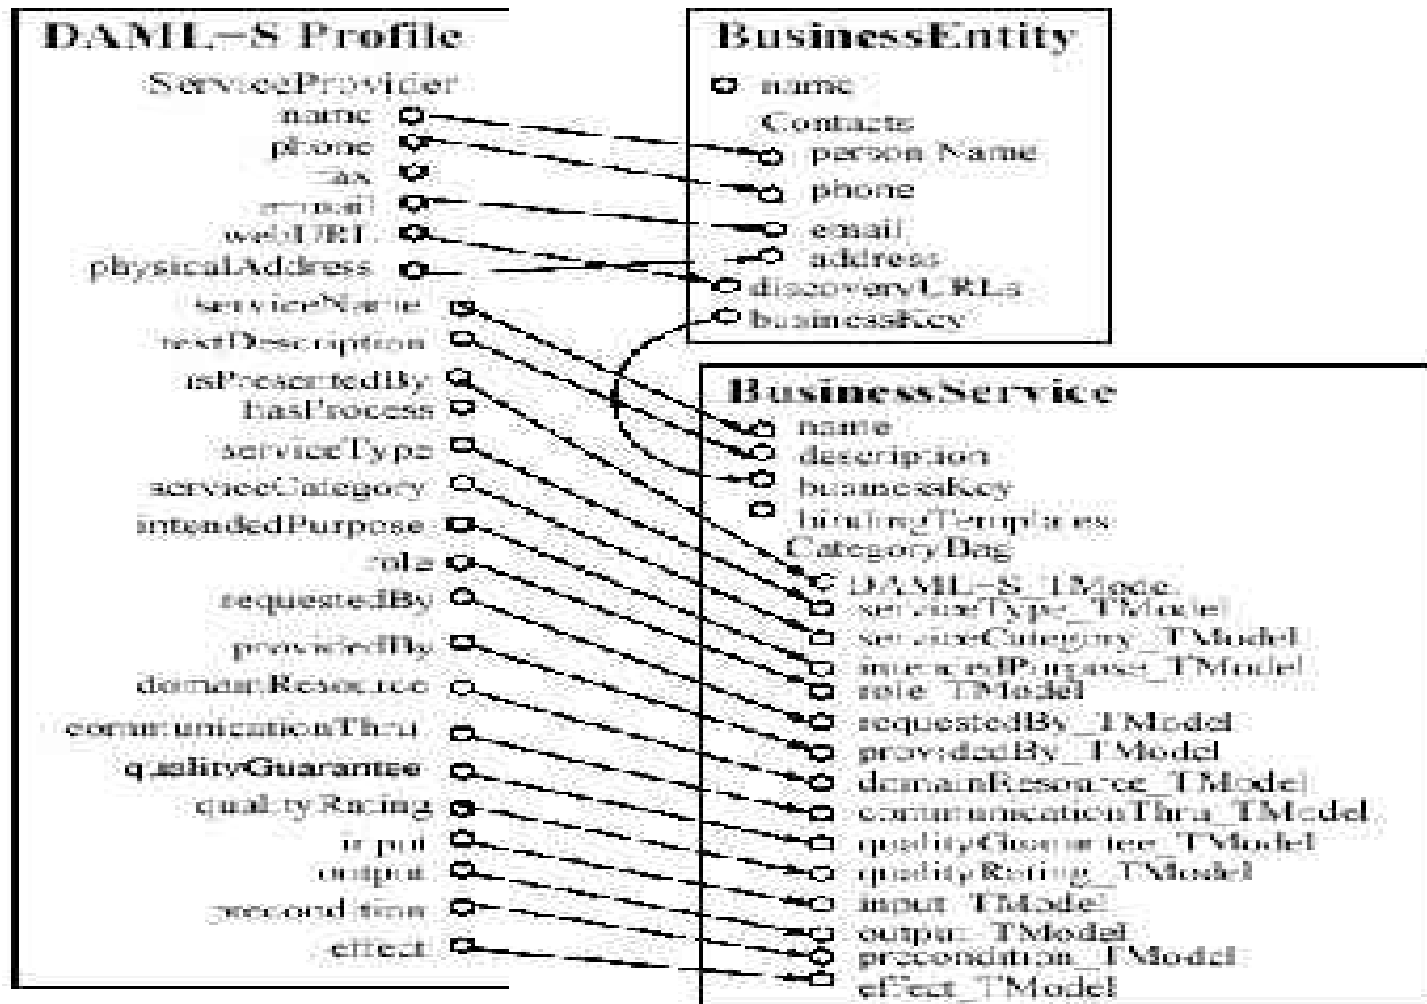 DAML-S Profile
ServiceProvider
name
phone
fax
email
webURL
physicalAddress
serviceName
textDescription
isPresentedBy
hasProcess
serviceType
serviceCategory
intendedPurpose
role
requestedBy
providedBy
domainResource
communicationThru
qualityGuarantee
qualityRating
input
output
precondition
effect
BusinessEntity
name
Contacts
person Name
phone
email
address
discoveryURLs
businessKey
BusinessService
name
description
businessKey
bindingTemplates
CategoryBag
DAML-S_TModel
serviceType_TModel
serviceCategory_TModel
intendedPurpose_TModel
role_TModel
requestedBy_TModel
providedBy_TModel
domainResource_TModel
communicationThru_TModel
qualityGuarantee_TModel
qualityRating_TModel
input_TModel
output_TModel
precondition_TModel
effect_TModel